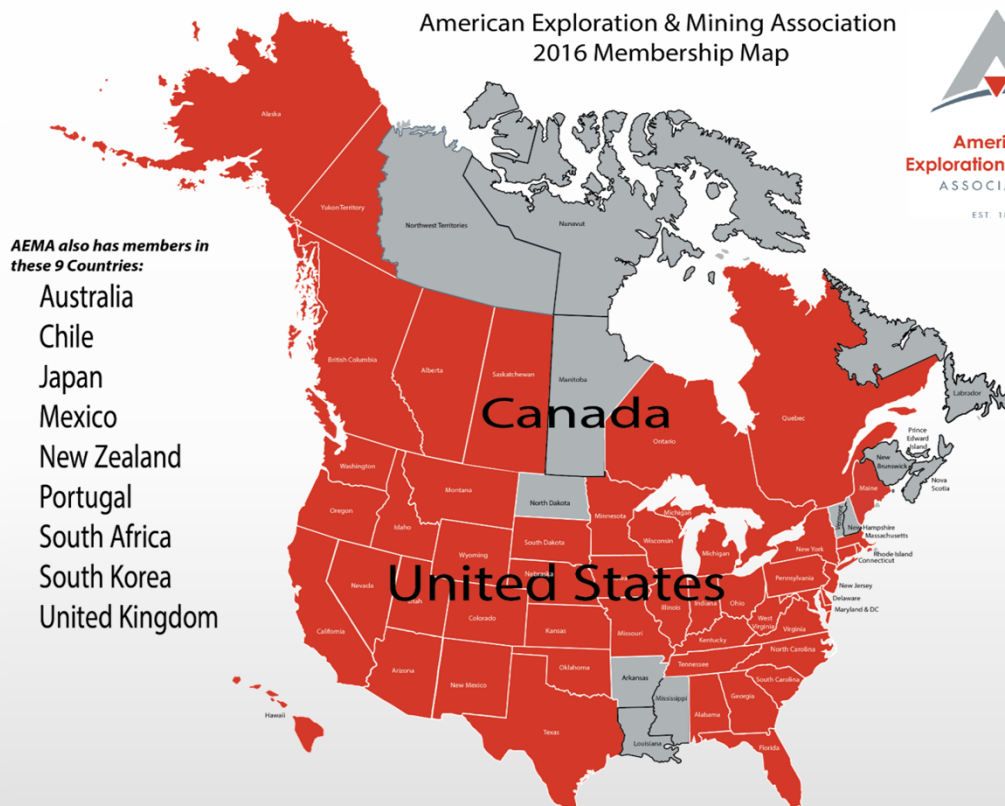 American Exploration & Mining Association
2016 Membership Map
Ameri
Exploration
ASSOCIA
EST. 1
AEMA also has members in
these 9 Countries:
Australia
Chile
Japan
Mexico
New Zealand
Portugal
South Africa
South Korea
United Kingdom
Canada
United States
Alaska
Yukon Territory
Northwest Territories
Nunavut
British Columbia
Alberta
Saskatchewan
Manitoba
Ontario
Quebec
Labrador
Prince
Edward
Island
New
Brunswick
Nova
Scotia
Washington
Oregon
Idaho
Montana
North Dakota
Minnesota
Michigan
Wisconsin
Michigan
South Dakota
Wyoming
Nebraska
Nevada
Utah
Colorado
Kansas
California
Arizona
New Mexico
Oklahoma
Texas
Missouri
Illinois
Indiana
Ohio
Kentucky
West
Virginia
Virginia
Tennessee
North Carolina
South Carolina
Arkansas
Mississippi
Louisiana
Alabama
Georgia
Florida
Maine
Vermont
New Hampshire
Massachusetts
Rhode Island
Connecticut
New York
Pennsylvania
New Jersey
Delaware
Maryland & DC
Hawaii